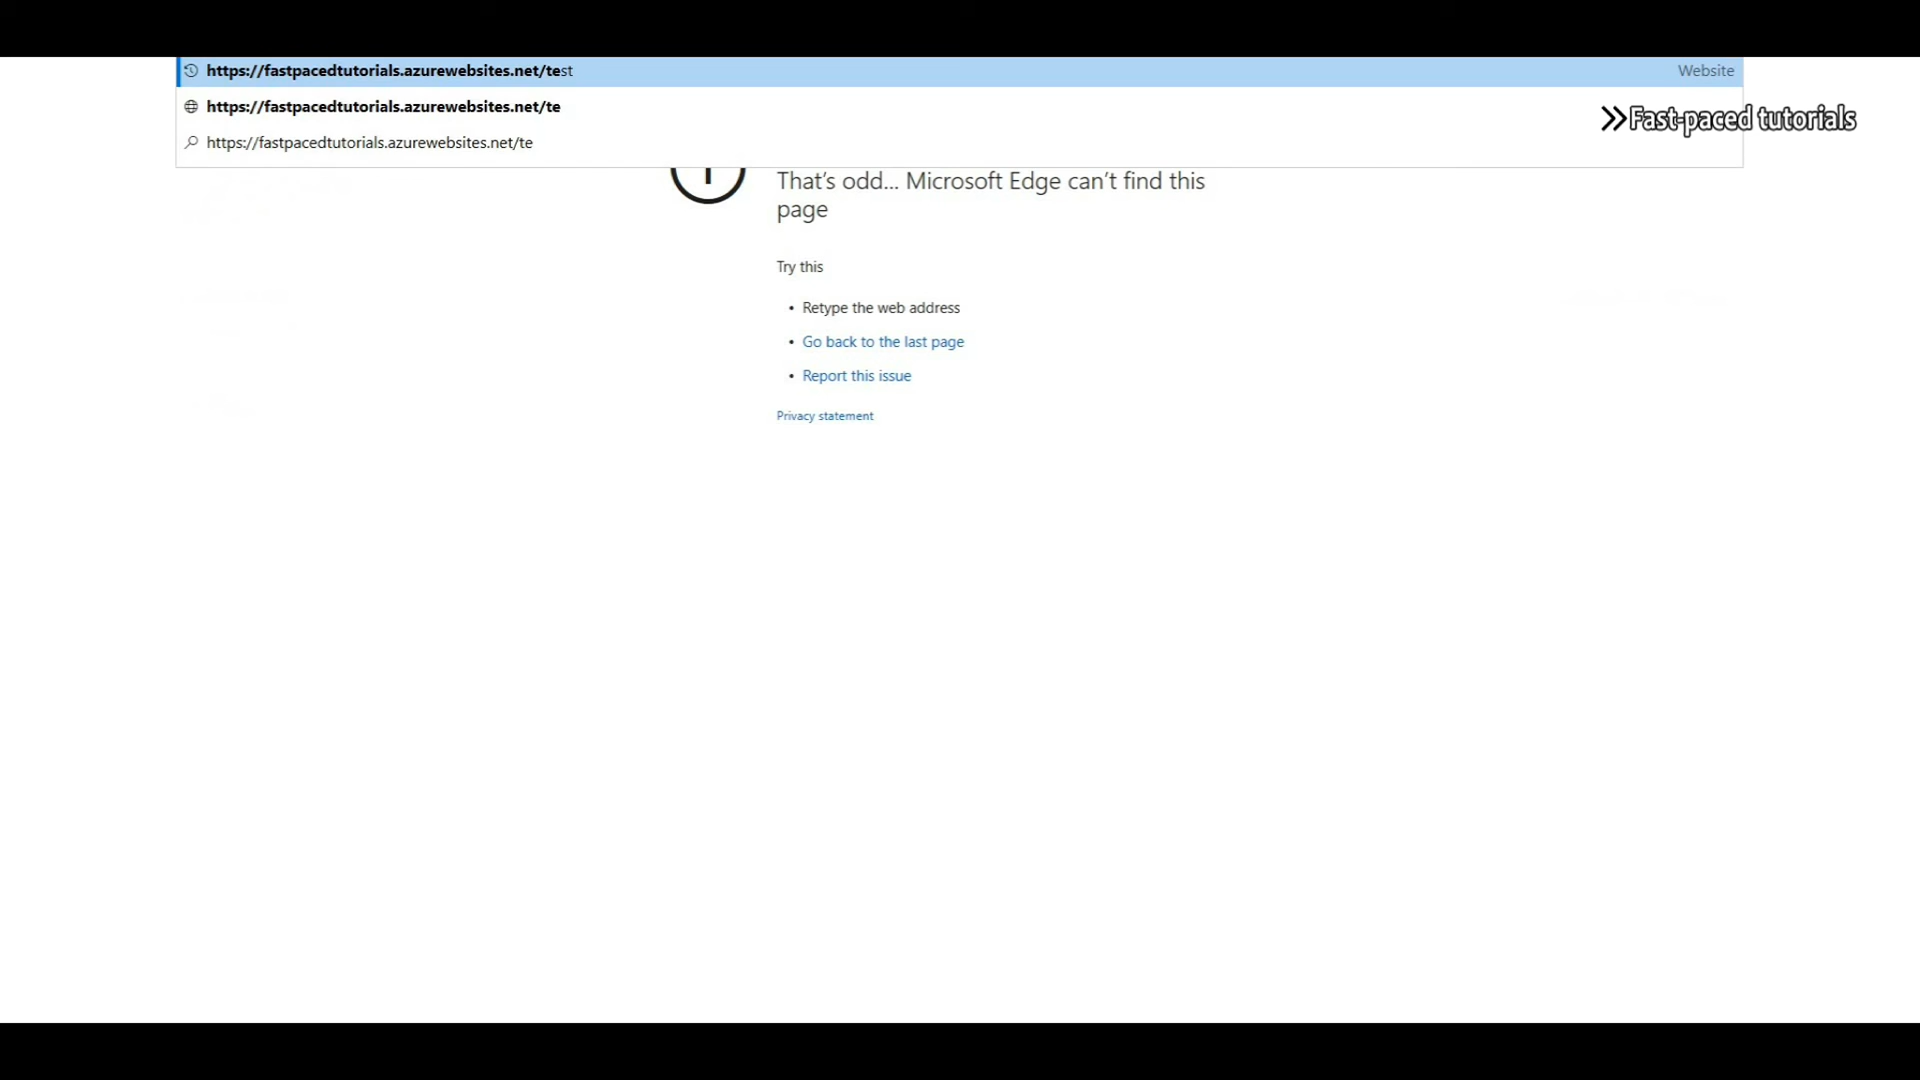 https://fastpacedtutorials.azurewebsites.net/test
Website
https://fastpacedtutorials.azurewebsites.net/te
Fast-paced tutorials
https://fastpacedtutorials.azurewebsites.net/te
That’s odd... Microsoft Edge can’t find this
page
Try this
• Retype the web address
• Go back to the last page
• Report this issue
Privacy statement